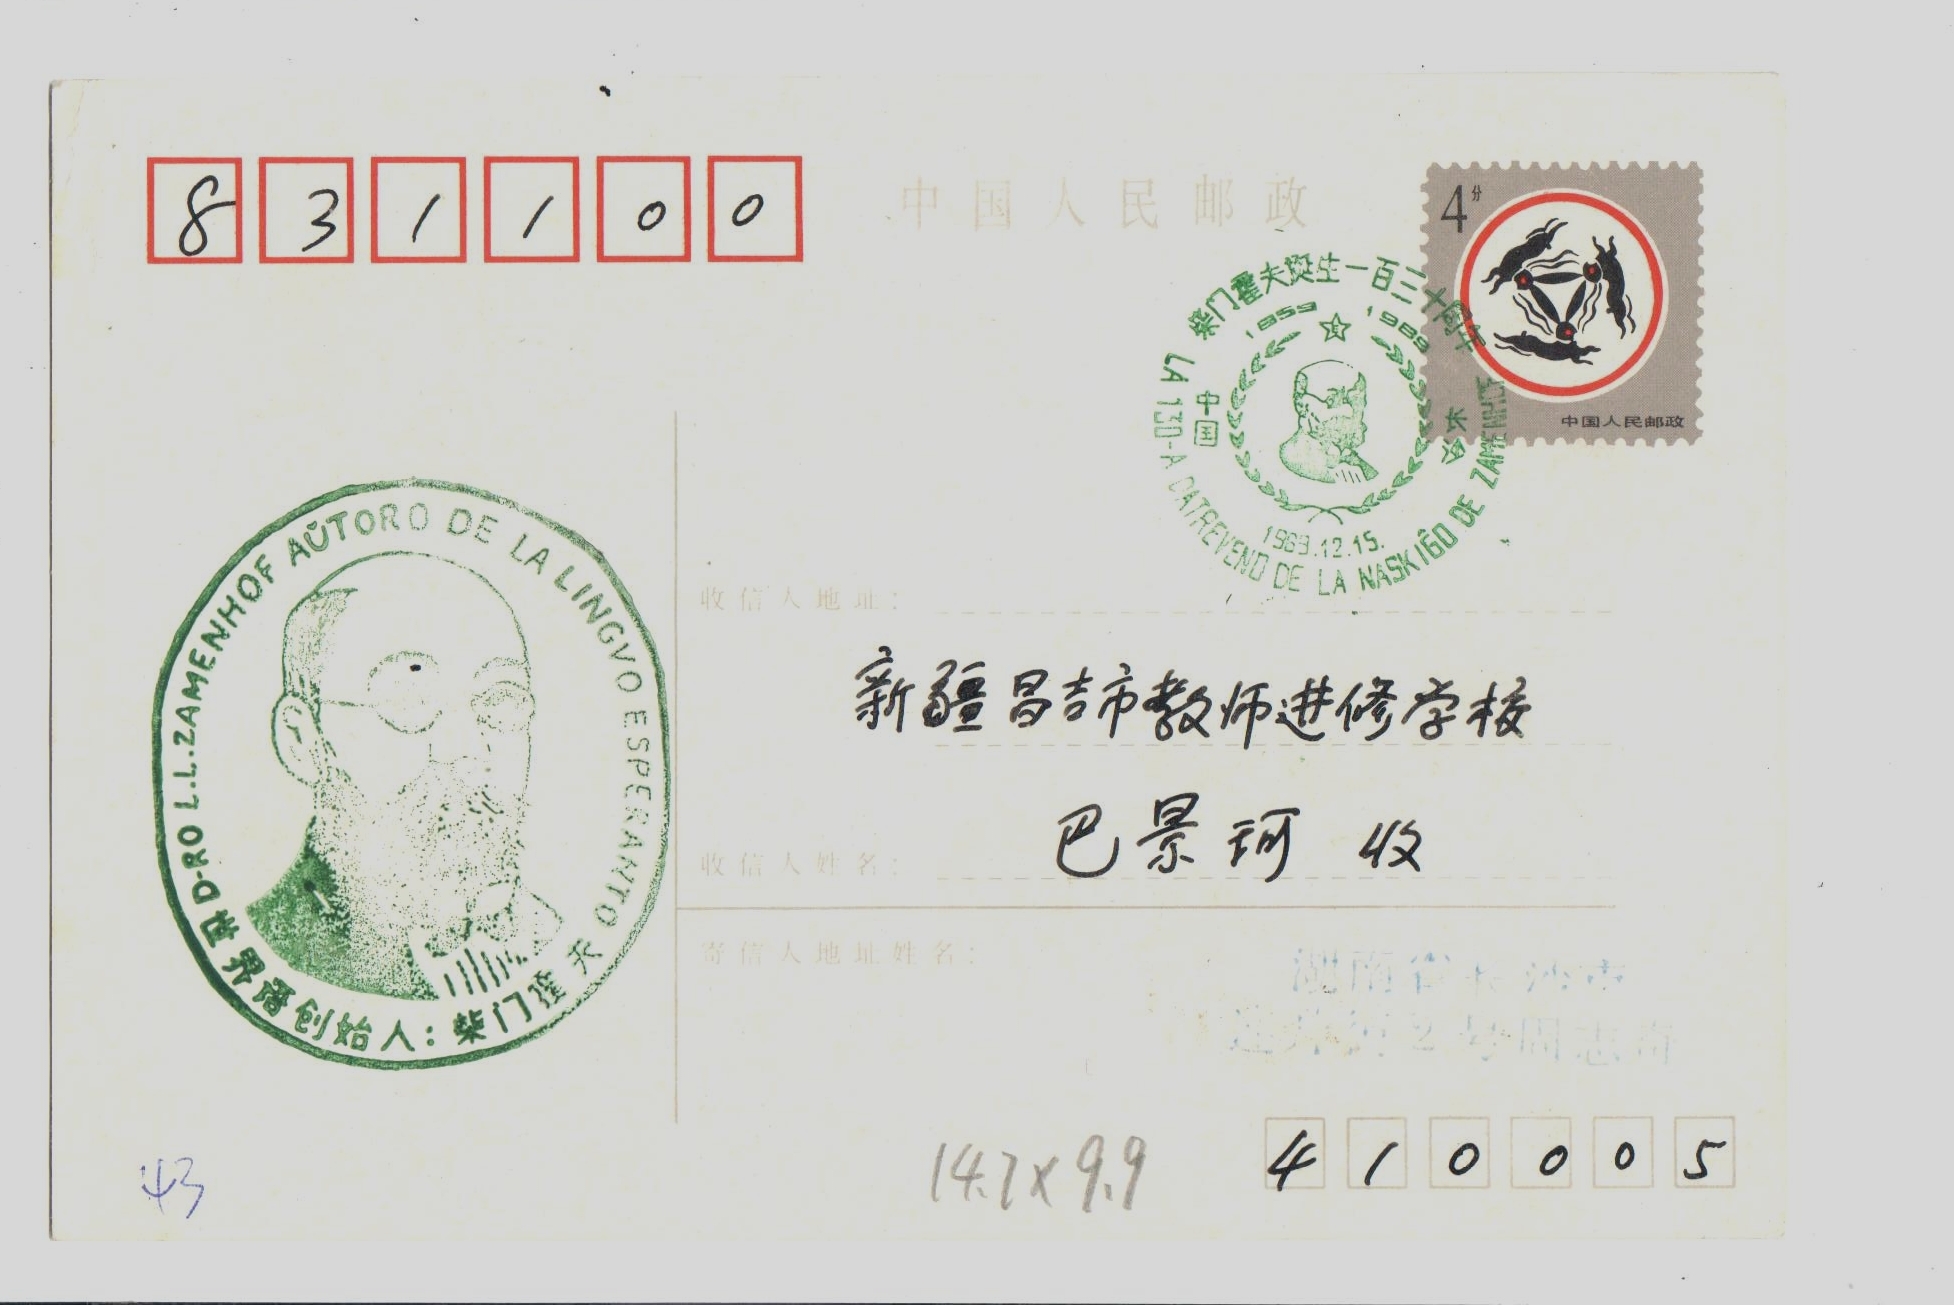 831100
中国人民邮政
4分
中国人民邮政
柴门霍夫诞生一百三十周年
1859 1989
中国
长沙
1989.12.15.
LA 130-A DATREVENO DE LA NASKIĜO DE ZAMENHOF
D-RO L.L.ZAMENHOF AŬTORO DE LA LINGVO ESPERANTO
世界语创始人:柴门霍夫
收信人地址:
新疆昌吉市教师进修学校
收信人姓名:
巴景珂 收
寄信人地址姓名:
湖南省长沙市
410005
14.7x9.9
43